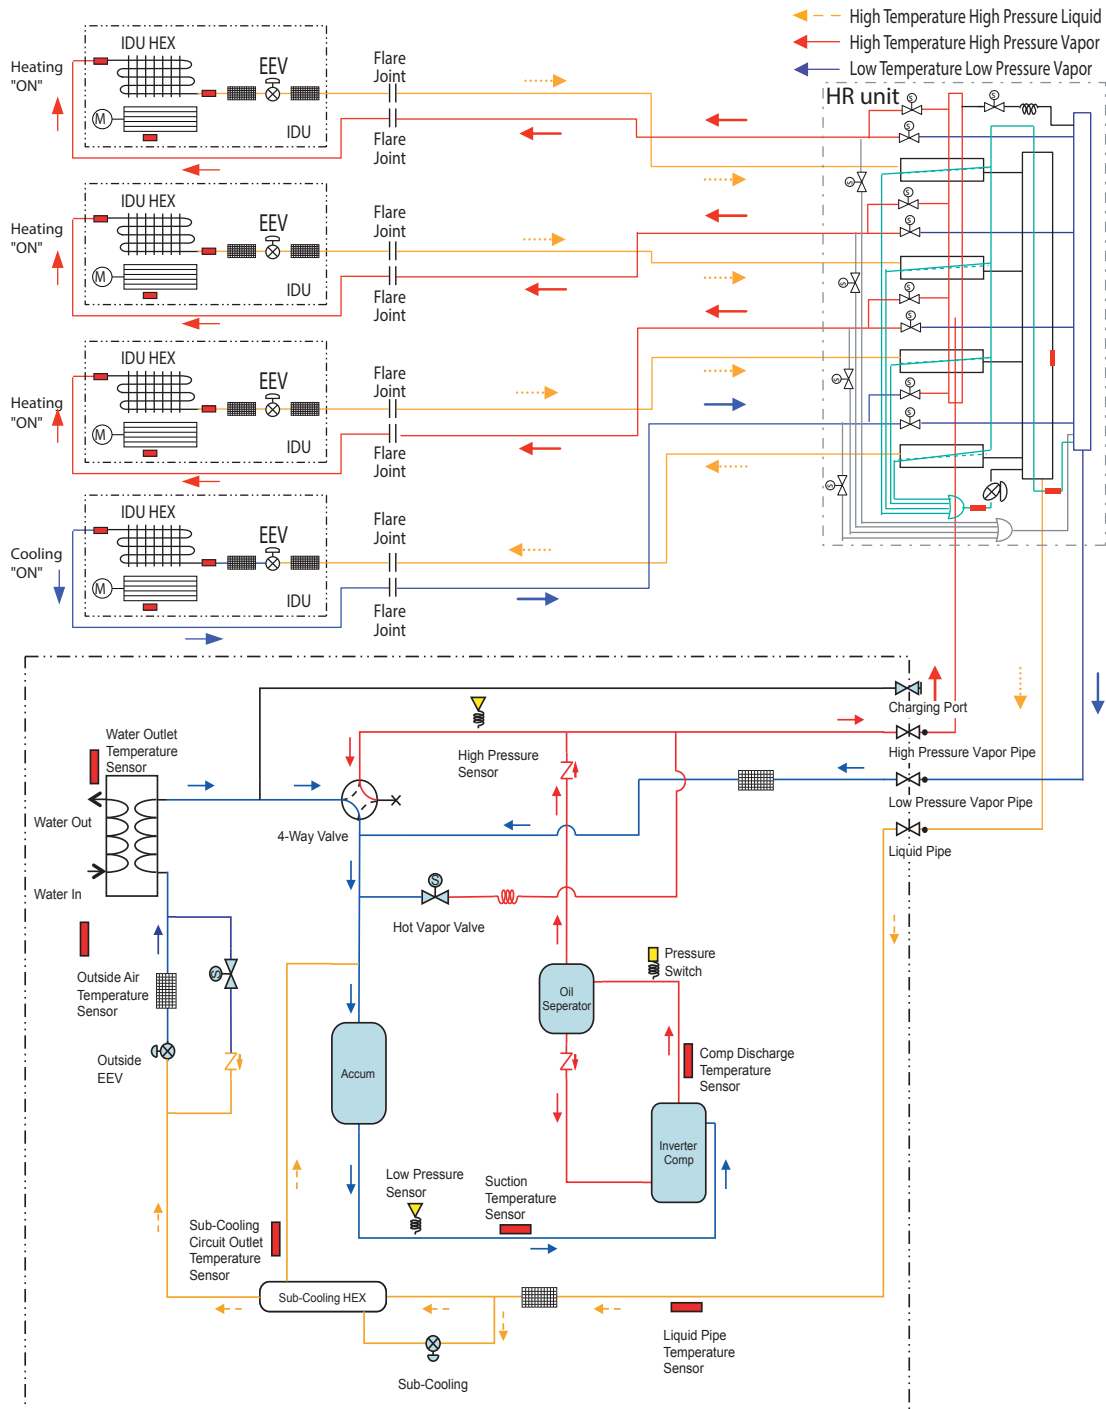 High Temperature High Pressure Liquid
High Temperature High Pressure Vapor
Low Temperature Low Pressure Vapor
HR unit
Heating
"ON"
IDU HEX
EEV
M
IDU
Flare
Joint
Flare
Joint
S
S
S
S
Heating
"ON"
IDU HEX
EEV
M
IDU
Flare
Joint
Flare
Joint
S
S
S
Heating
"ON"
IDU HEX
EEV
M
IDU
Flare
Joint
Flare
Joint
S
S
S
Cooling
"ON"
IDU HEX
EEV
M
IDU
Flare
Joint
Flare
Joint
S
S
S
Charging Port
High Pressure Vapor Pipe
Low Pressure Vapor Pipe
Liquid Pipe
Water Outlet
Temperature
Sensor
High Pressure
Sensor
Water Out
4-Way Valve
Water In
S
Hot Vapor Valve
Outside Air
Temperature
Sensor
S
Pressure
Switch
Oil
Seperator
Outside
EEV
Accum
Comp Discharge
Temperature
Sensor
Inverter
Comp
Low Pressure
Sensor
Suction
Temperature
Sensor
Sub-Cooling
Circuit Outlet
Temperature
Sensor
Sub-Cooling HEX
Liquid Pipe
Temperature
Sensor
Sub-Cooling